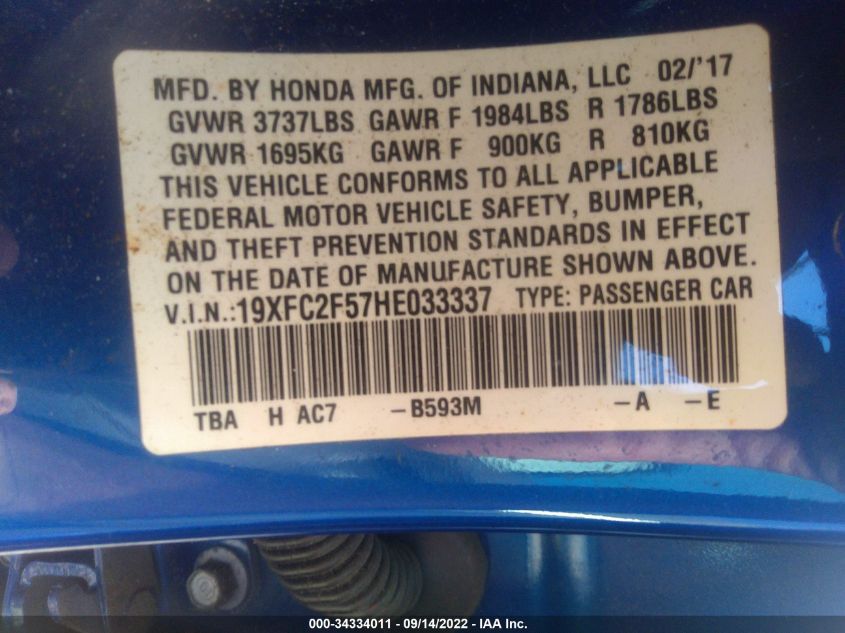 MFD. BY HONDA MFG. OF INDIANA, LLC 02/'17
GVWR 3737LBS GAWR F 1984LBS R 1786LBS
GVWR 1695KG GAWR F 900KG R 810KG
THIS VEHICLE CONFORMS TO ALL APPLICABLE
FEDERAL MOTOR VEHICLE SAFETY, BUMPER,
AND THEFT PREVENTION STANDARDS IN EFFECT
ON THE DATE OF MANUFACTURE SHOWN ABOVE.
V.I.N.:19XFC2F57HE033337 TYPE: PASSENGER CAR
TBA H AC7 -B593M -A -E
000-34334011 - 09/14/2022 - IAA Inc.